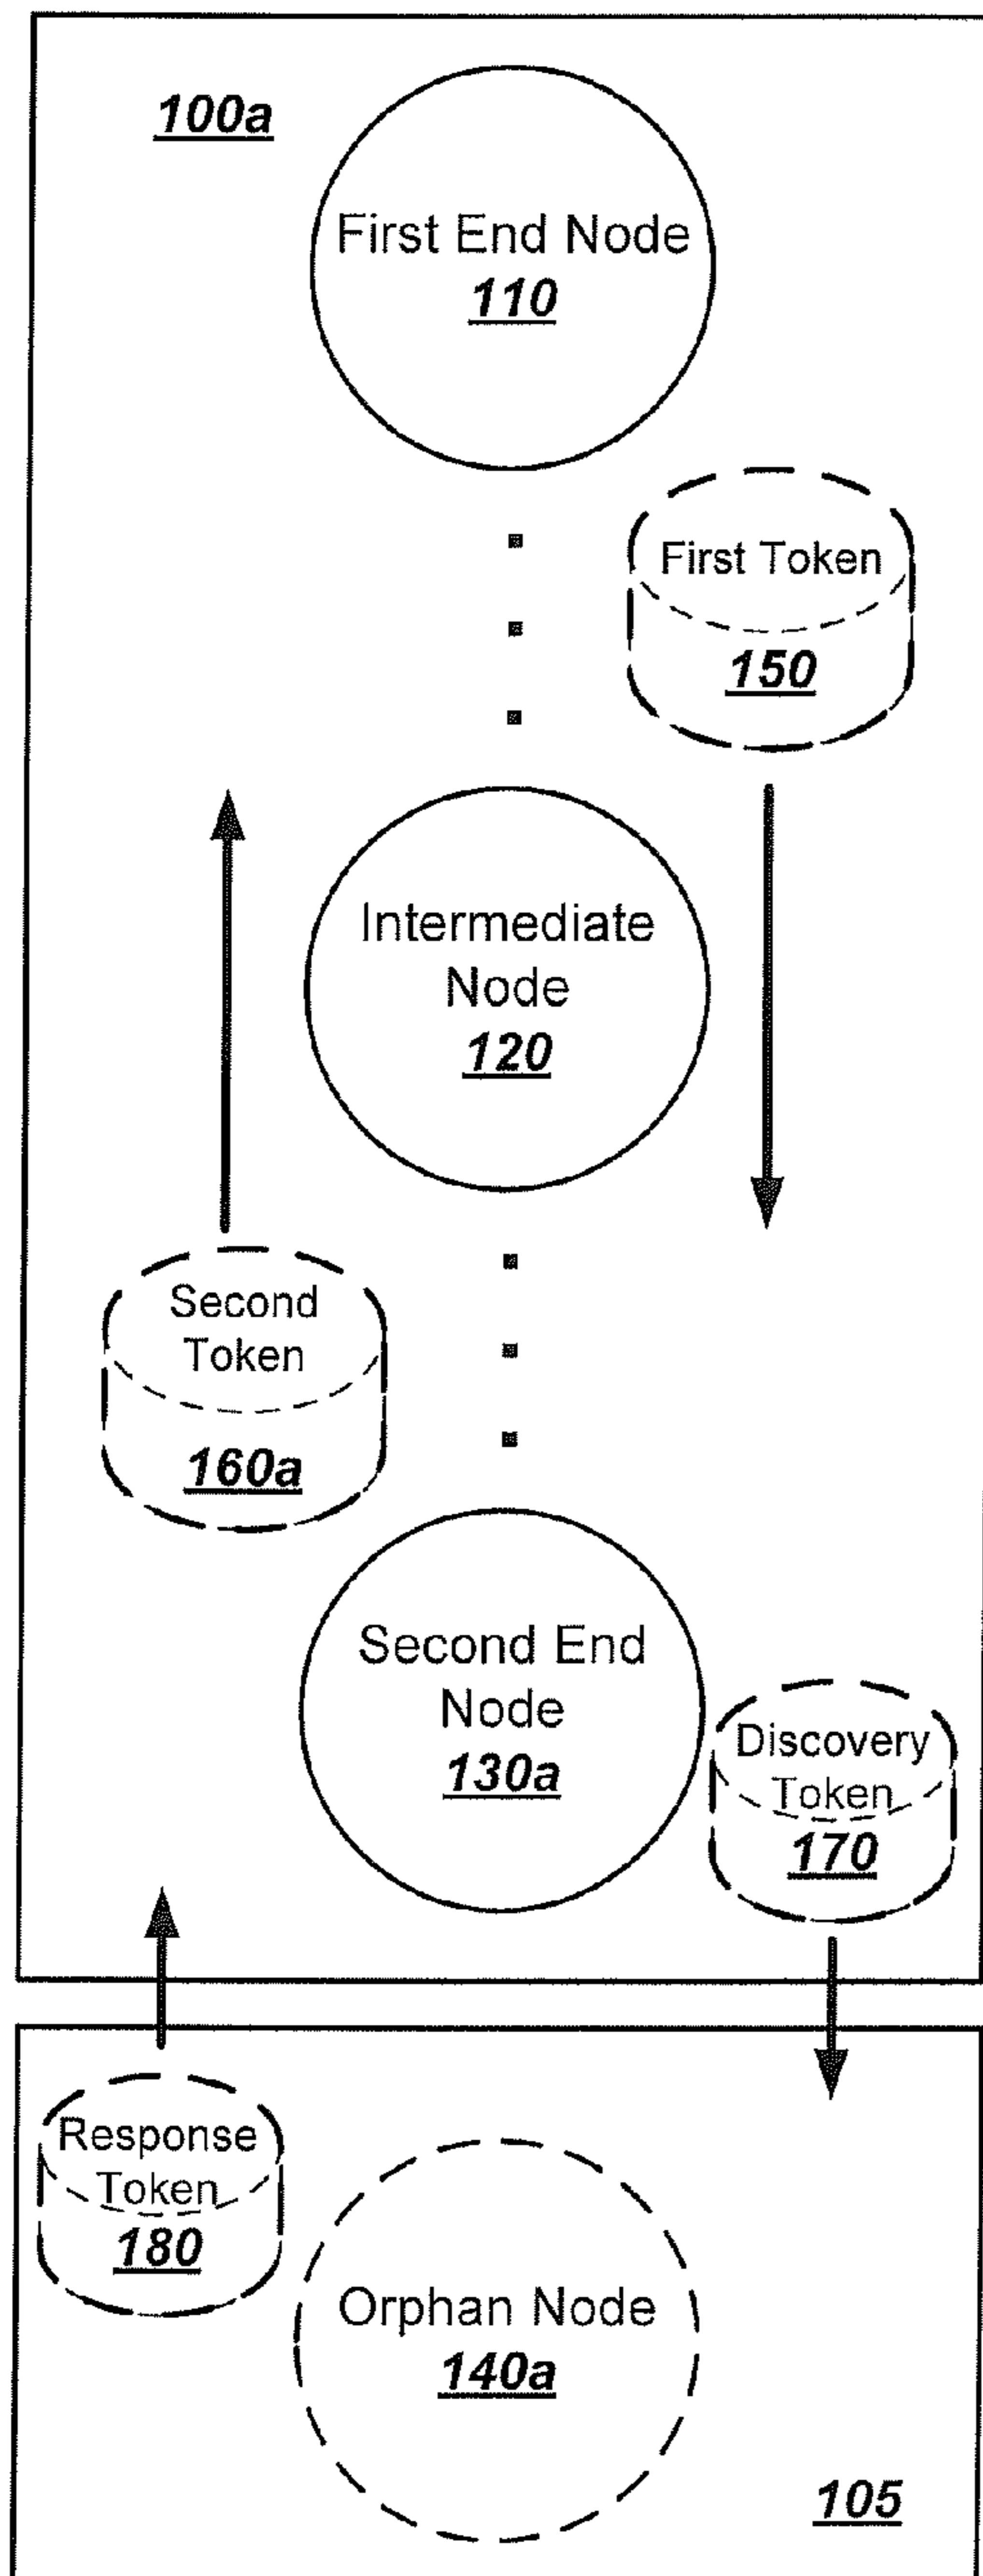 100a
First End Node
110
First Token
150
Intermediate
Node
120
Second
Token
160a
Second End
Node
130a
Discovery
Token
170
Response
Token
180
Orphan Node
140a
105